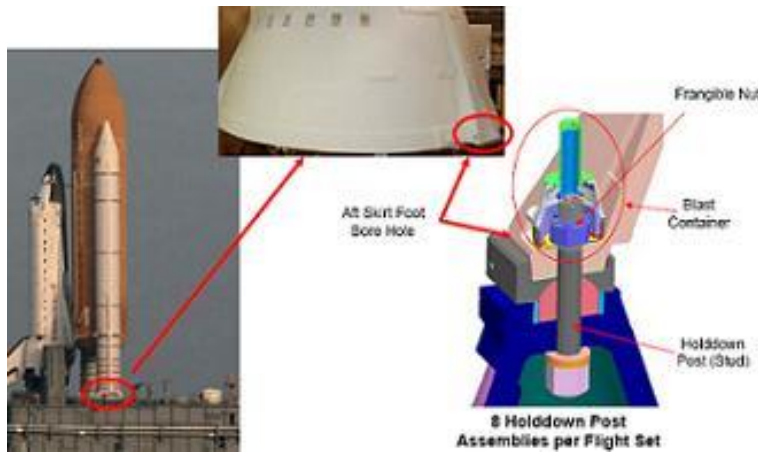 Frangible Nut
Blast
Container
Aft Skirt Foot
Bore Hole
Holddown
Post (Stud)
8 Holddown Post
Assemblies per Flight Set